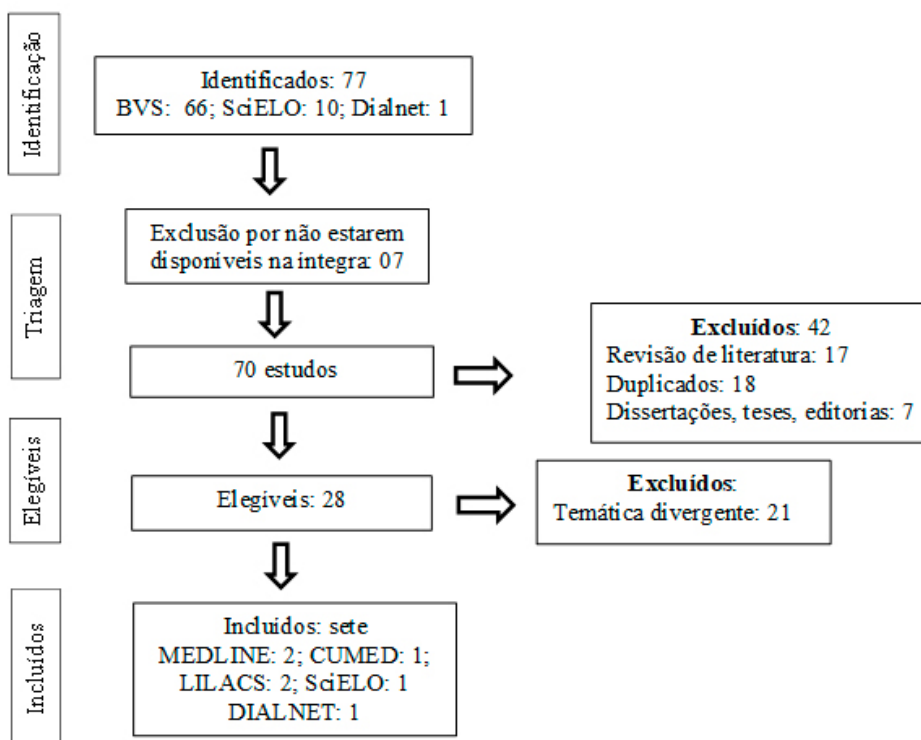 Identificação
Identificados: 77
BVS: 66; SciELO: 10; Dialnet: 1
Triagem
Exclusão por não estarem
disponíveis na integra: 07
70 estudos
Excluídos: 42
Revisão de literatura: 17
Duplicados: 18
Dissertações, teses, editorias: 7
Elegíveis
Elegíveis: 28
Excluídos:
Temática divergente: 21
Incluídos
Incluidos: sete
MEDLINE: 2; CUMED: 1;
LILACS: 2; SciELO: 1
DIALNET: 1